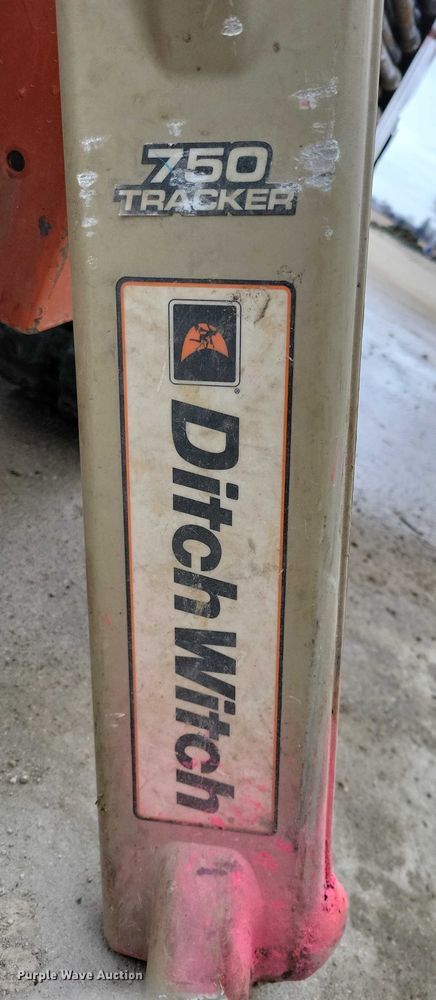 750
TRACKER
®
Ditch Witch
Purple Wave Auction